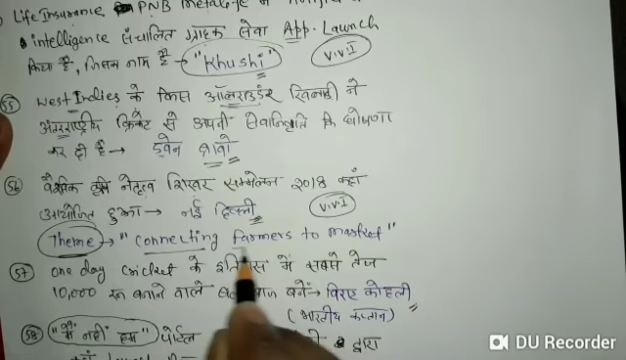 Life Insurance PNB Metlife ने
intelligence संचालित ग्राहक सेवा App. Launch
किया है, जिसका नाम है → "Khushi" V.V.I
55 West Indies के किस ऑलराउंडर खिलाड़ी ने
अंतरराष्ट्रीय क्रिकेट से अपनी सेवानिवृति कि घोषणा
कर दी है → ड्वेन ब्रावो
56 वैश्विक कृषि नेतृत्व शिखर सम्मेलन 2018 कहाँ
आयोजित हुआ → नई दिल्ली V.V.I
Theme → "Connecting Farmers to market"
57 One day Cricket के इतिहास में सबसे तेज
10,000 रन बनाने वाले बने → विराट कोहली
(भारतीय कप्तान)
58 "मैं नहीं हम" पोर्टल द्वारा
DU Recorder